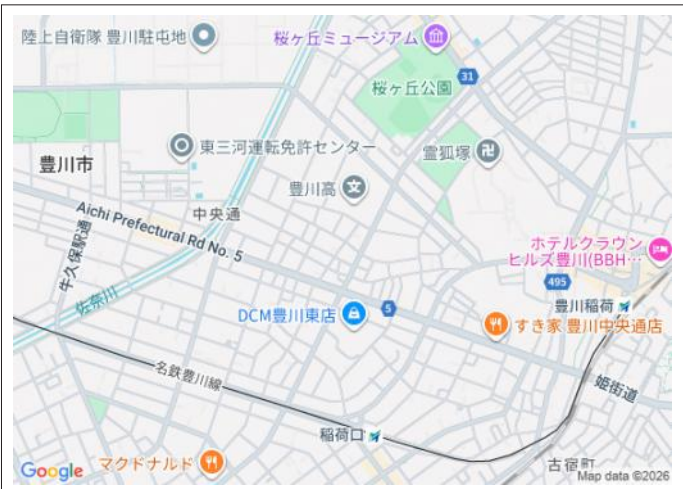 陸上自衛隊 豊川駐屯地
桜ヶ丘ミュージアム
31
桜ヶ丘公園
東三河運転免許センター
霊狐塚
豊川市
豊川高
中央通
Aichi Prefectural Rd No. 5
牛久保駅通
ホテルクラウン
ヒルズ豊川(BBH…
495
佐奈川
豊川稲荷
DCM豊川東店
5
すき家 豊川中央通店
名鉄豊川線
姫街道
稲荷口
マクドナルド
古宿町
Google
Map data ©2026